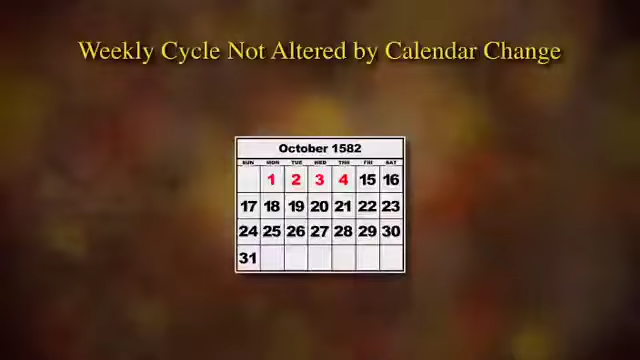 Weekly Cycle Not Altered by Calendar Change
October 1582
SUN MON TUE WED THR FRI SAT
1 2 3 4 15 16
17 18 19 20 21 22 23
24 25 26 27 28 29 30
31